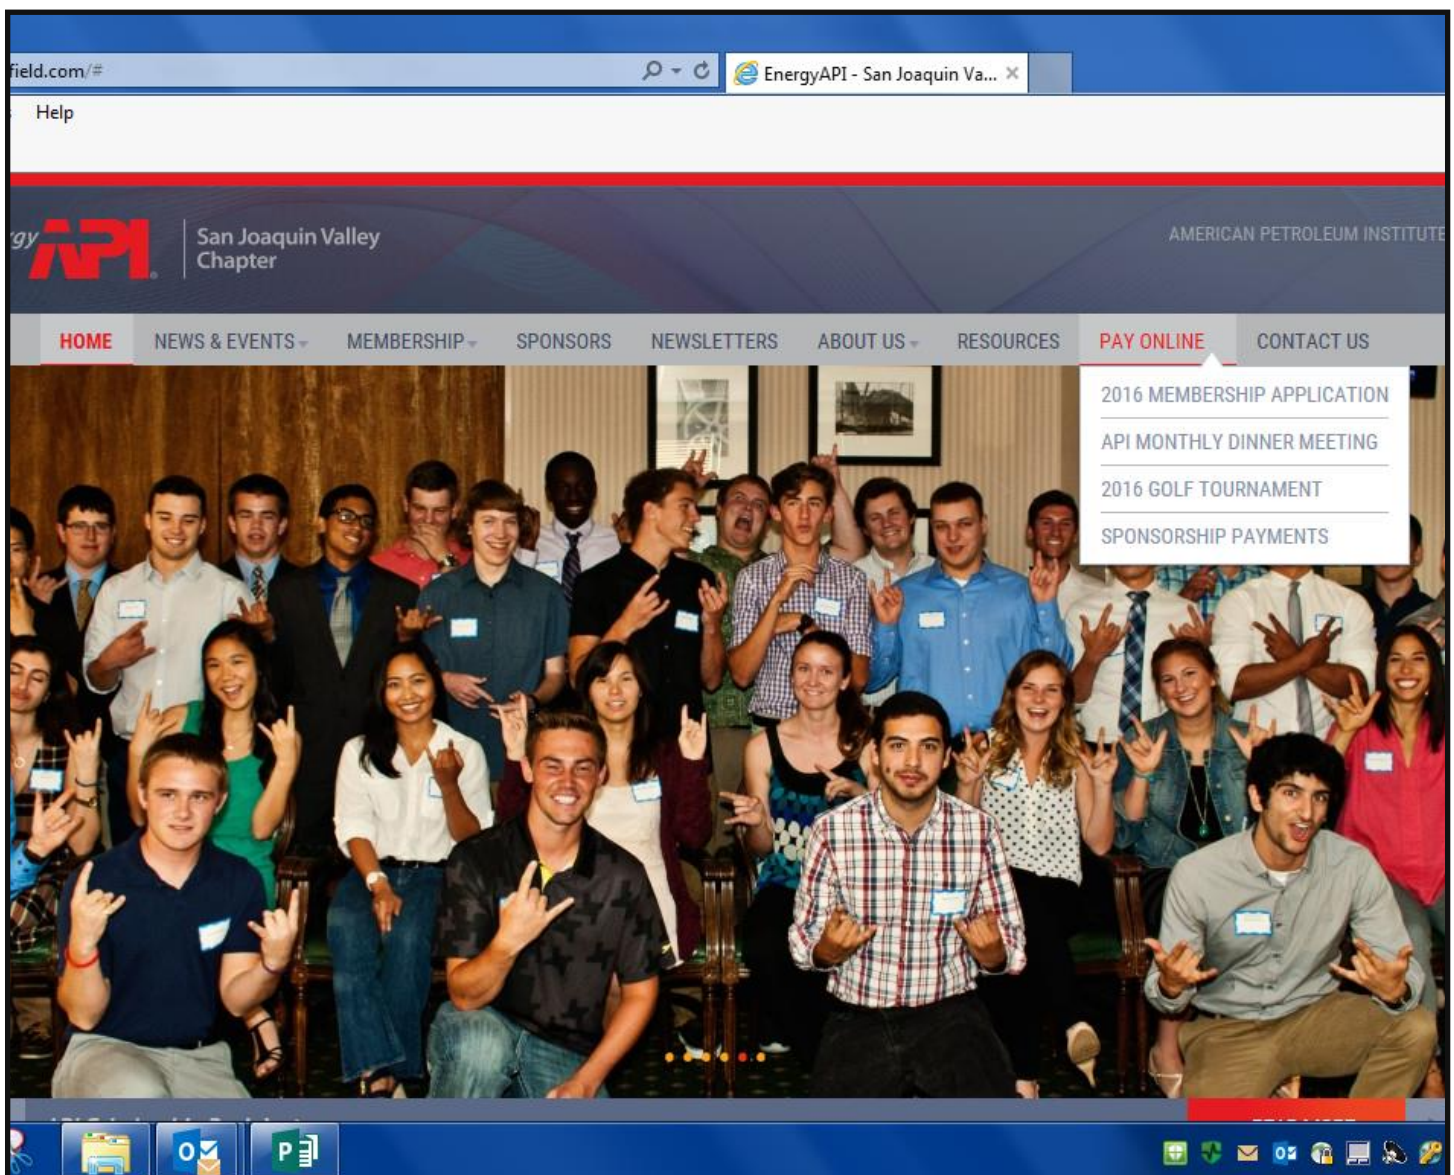 field.com/#
EnergyAPI - San Joaquin Va...
Help
API
San Joaquin Valley
Chapter
AMERICAN PETROLEUM INSTITUTE
HOME NEWS & EVENTS MEMBERSHIP SPONSORS NEWSLETTERS ABOUT US RESOURCES PAY ONLINE CONTACT US
2016 MEMBERSHIP APPLICATION
API MONTHLY DINNER MEETING
2016 GOLF TOURNAMENT
SPONSORSHIP PAYMENTS